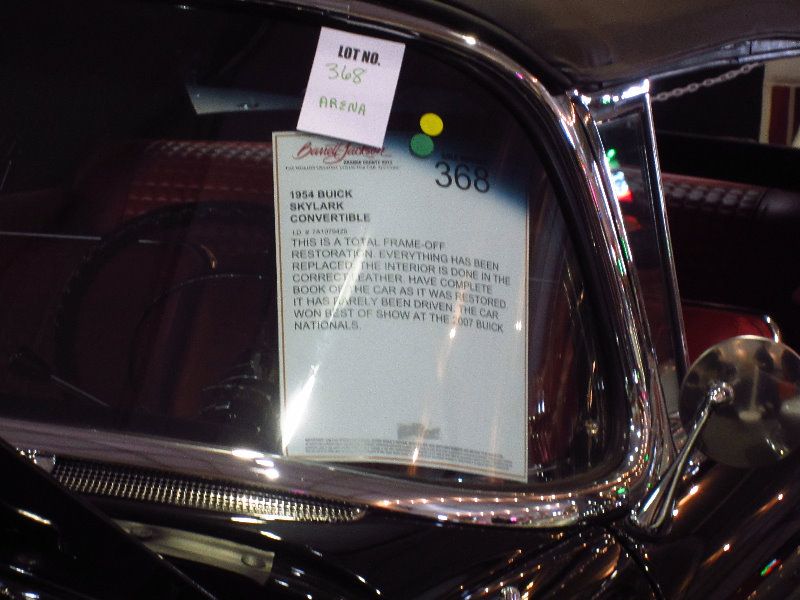 LOT NO.
368
ARENA
Barrett-Jackson
368
1954 BUICK
SKYLARK
CONVERTIBLE
THIS IS A TOTAL FRAME-OFF
RESTORATION. EVERYTHING HAS BEEN
REPLACED. THE INTERIOR IS DONE IN THE
CORRECT LEATHER. HAVE COMPLETE
BOOK OF THE CAR AS IT WAS RESTORED.
IT HAS RARELY BEEN DRIVEN. THE CAR
WON BEST OF SHOW AT THE 2007 BUICK
NATIONALS.